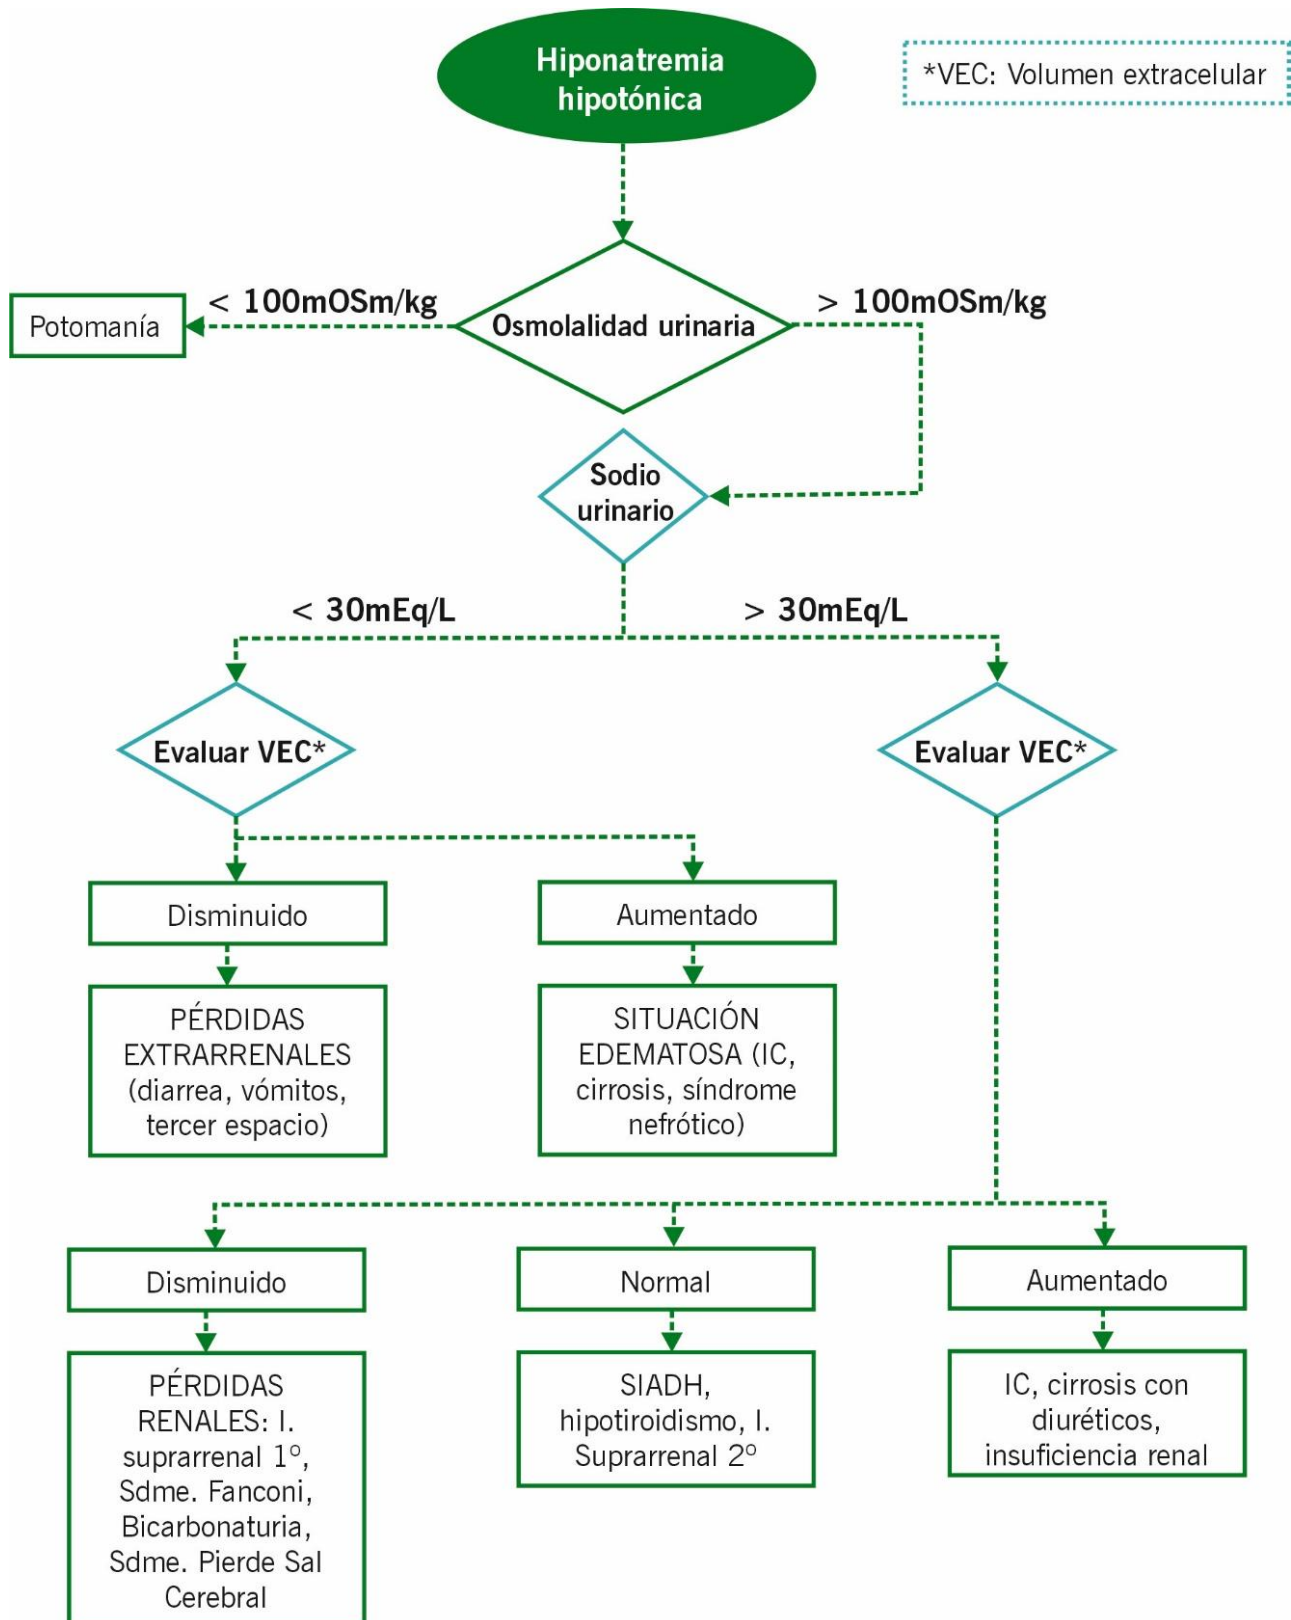 Hiponatremia
hipotónica
*VEC: Volumen extracelular
< 100mOSm/kg
> 100mOSm/kg
Potomanía
Osmolalidad urinaria
Sodio
urinario
< 30mEq/L
> 30mEq/L
Evaluar VEC*
Evaluar VEC*
Disminuido
Aumentado
PÉRDIDAS
EXTRARRENALES
(diarrea, vómitos,
tercer espacio)
SITUACIÓN
EDEMATOSA (IC,
cirrosis, síndrome
nefrótico)
Disminuido
Normal
Aumentado
PÉRDIDAS
RENALES: I.
suprarrenal 1º,
Sdme. Fanconi,
Bicarbonaturia,
Sdme. Pierde Sal
Cerebral
SIADH,
hipotiroidismo, I.
Suprarrenal 2º
IC, cirrosis con
diuréticos,
insuficiencia renal